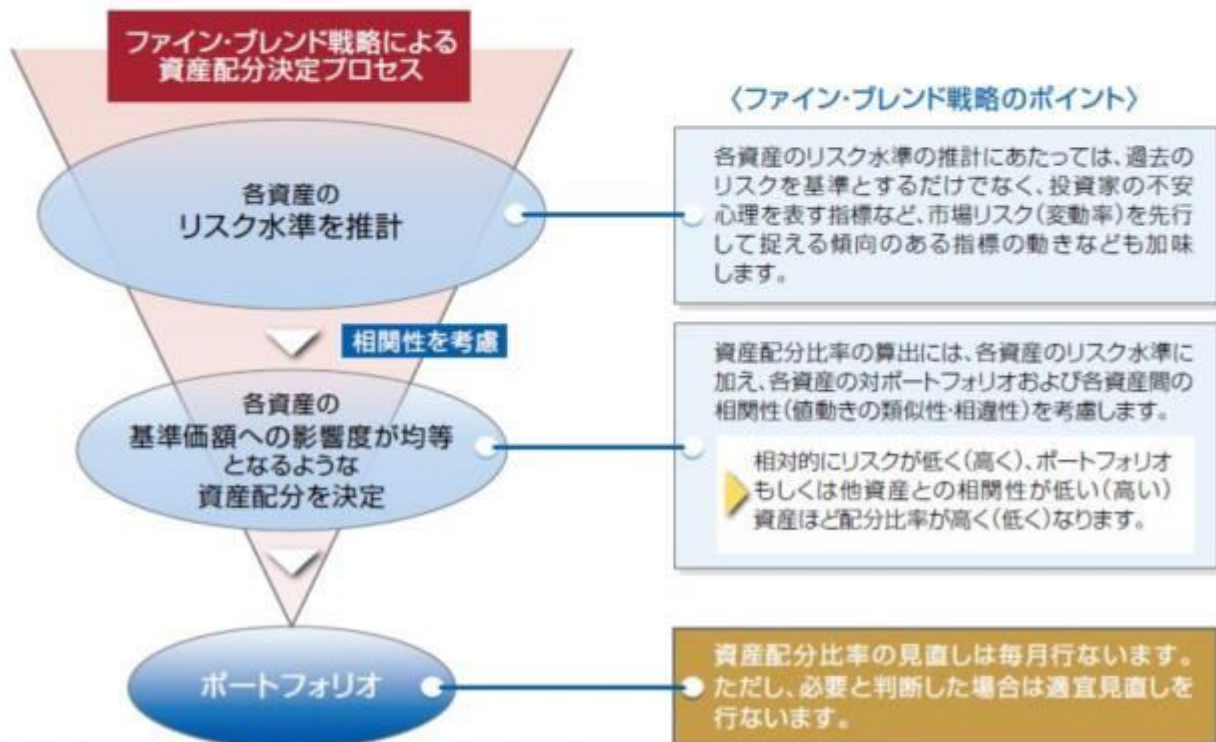 ファイン・ブレンド戦略による
資産配分決定プロセス
〈ファイン・ブレンド戦略のポイント〉
各資産の
リスク水準を推計
各資産のリスク水準の推計にあたっては、過去の
リスクを基準とするだけでなく、投資家の不安
心理を表す指標など、市場リスク(変動率)を先行
して捉える傾向のある指標の動きなども加味
します。
相関性を考慮
各資産の
基準価額への影響度が均等
となるような
資産配分を決定
資産配分比率の算出には、各資産のリスク水準に
加え、各資産の対ポートフォリオおよび各資産間の
相関性(値動きの類似性・相違性)を考慮します。
相対的にリスクが低く(高く)、ポートフォリオ
もしくは他資産との相関性が低い(高い)
資産ほど配分比率が高く(低く)なります。
ポートフォリオ
資産配分比率の見直しは毎月行ないます。
ただし、必要と判断した場合は適宜見直しを
行ないます。